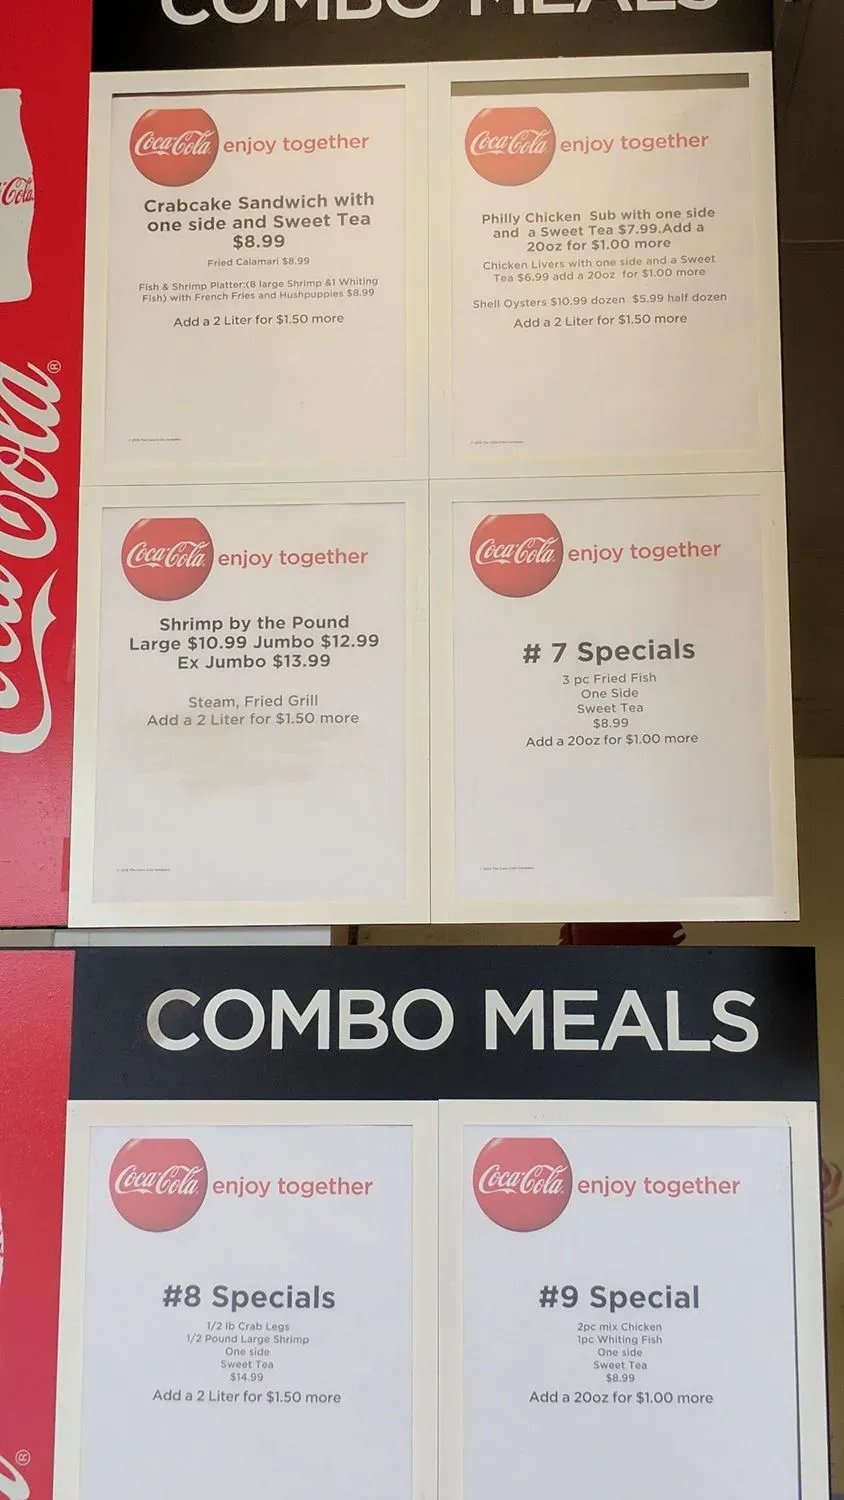 COMBO MEALS
Coca-Cola
Coca-Cola enjoy together
Crabcake Sandwich with
one side and Sweet Tea
$8.99
Fried Calamari $8.99
Fish & Shrimp Platter:(8 large Shrimp &1 Whiting
Fish) with French Fries and Hushpuppies $8.99
Add a 2 Liter for $1.50 more
Coca-Cola enjoy together
Philly Chicken Sub with one side
and a Sweet Tea $7.99.Add a
20oz for $1.00 more
Chicken Livers with one side and a Sweet
Tea $6.99 add a 20oz for $1.00 more
Shell Oysters $10.99 dozen $5.99 half dozen
Add a 2 Liter for $1.50 more
Coca-Cola®
Coca-Cola enjoy together
Shrimp by the Pound
Large $10.99 Jumbo $12.99
Ex Jumbo $13.99
Steam, Fried Grill
Add a 2 Liter for $1.50 more
Coca-Cola enjoy together
# 7 Specials
3 pc Fried Fish
One Side
Sweet Tea
$8.99
Add a 20oz for $1.00 more
COMBO MEALS
Coca-Cola enjoy together
#8 Specials
1/2 lb Crab Legs
1/2 Pound Large Shrimp
One side
Sweet Tea
$14.99
Add a 2 Liter for $1.50 more
Coca-Cola enjoy together
#9 Special
2pc mix Chicken
1pc Whiting Fish
One side
Sweet Tea
$8.99
Add a 20oz for $1.00 more
®